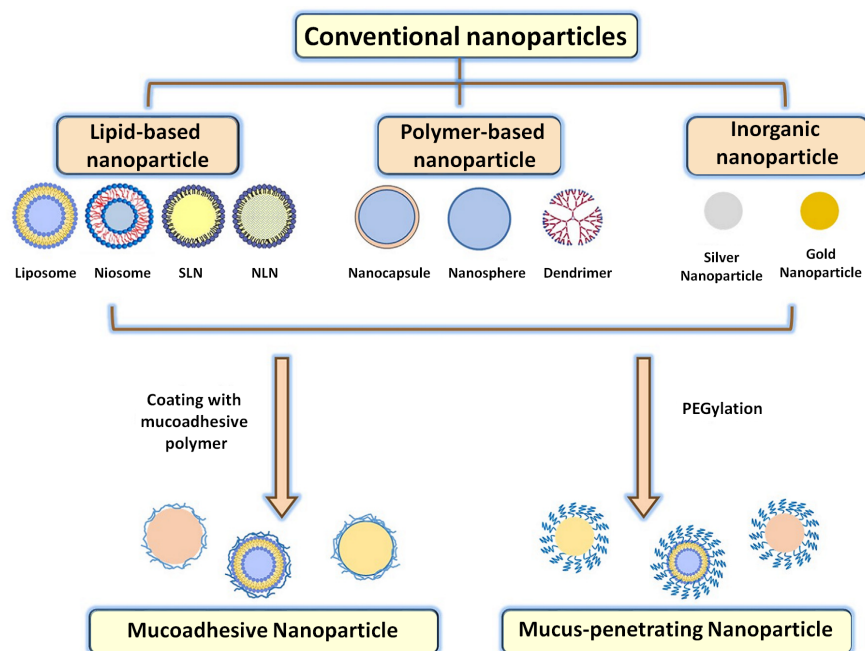 Conventional nanoparticles
Lipid-based
nanoparticle
Polymer-based
nanoparticle
Inorganic
nanoparticle
Liposome
Niosome
SLN
NLN
Nanocapsule
Nanosphere
Dendrimer
Silver
Nanoparticle
Gold
Nanoparticle
Coating with
mucoadhesive
polymer
PEGylation
Mucoadhesive Nanoparticle
Mucus-penetrating Nanoparticle